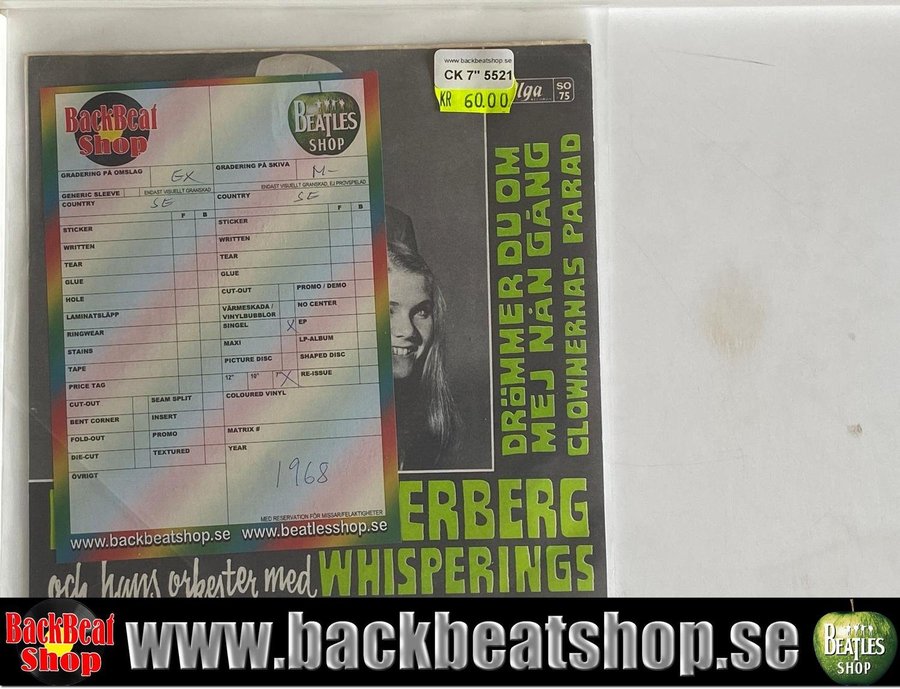 www.backbeatshop.se
CK 7" 5521
KR 60.00
lga
SO
75
DRÖMMER DU OM
MEJ NÅN GÅNG
CLOWNERNAS PARAD
BackBeat
Shop
BEATLES
SHOP
GRADERING PÅ OMSLAG EX
GRADERING PÅ SKIVA M-
GENERIC SLEEVE ENDAST VISUELLT GRANSKAD
ENDAST VISUELLT GRANSKAD, EJ PROVSPELAD
COUNTRY SE
COUNTRY SE
F B
F B
STICKER
STICKER
WRITTEN
WRITTEN
TEAR
TEAR
GLUE
GLUE
HOLE
CUT-OUT
PROMO / DEMO
LAMINATSLÄPP
VÄRMESKADA /
VINYLBUBBLOR
NO CENTER
RINGWEAR
SINGEL X
EP
STAINS
MAXI
LP-ALBUM
TAPE
PICTURE DISC
SHAPED DISC
PRICE TAG
12" 10" 7" X
RE-ISSUE
CUT-OUT
SEAM SPLIT
COLOURED VINYL
BENT CORNER
INSERT
FOLD-OUT
PROMO
MATRIX #
DIE-CUT
TEXTURED
YEAR
ÖVRIGT
1968
MED RESERVATION FÖR MISSAR/FELAKTIGHETER
www.backbeatshop.se www.beatlesshop.se
ERBERG
och hans orkester med WHISPERINGS
BackBeat
Shop
www.backbeatshop.se
BEATLES
SHOP